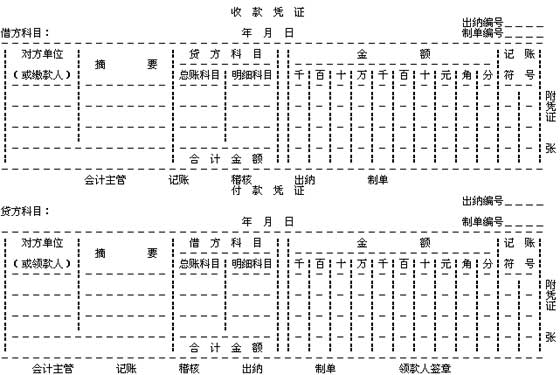 收 款 凭 证
出纳编号____
借方科目： 年 月 日 制单编号____
对方单位 摘 要 贷 方 科 目 金 额 记 账
（或缴款人） 总账科目 明细科目 千 百 十 万 千 百 十 元 角 分 符 号
附
凭
证
张
合 计 金 额
会计主管 记账 稽核 出纳 制单
付 款 凭 证
出纳编号____
贷方科目：
年 月 日 制单编号____
对方单位 摘 要 借 方 科 目 金 额 记 账
（或领款人） 总账科目 明细科目 千 百 十 万 千 百 十 元 角 分 符 号
附
凭
证
张
合 计 金 额
会计主管 记账 稽核 出纳 制单 领款人签章